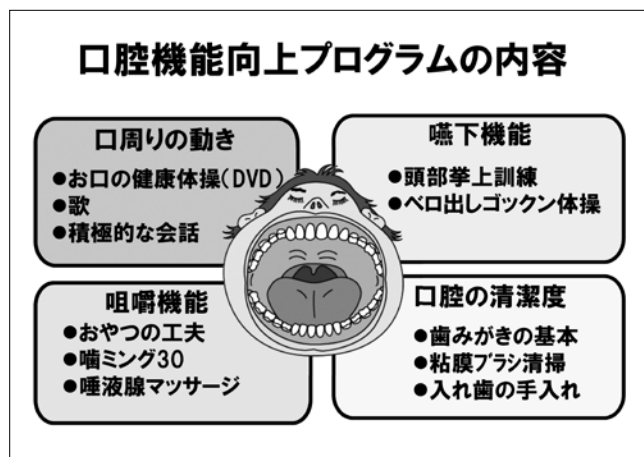 口腔機能向上プログラムの内容
口周りの動き
●お口の健康体操(DVD)
●歌
●積極的な会話
嚥下機能
●頭部挙上訓練
●ベロ出しゴックン体操
咀嚼機能
●おやつの工夫
●噛ミング30
●唾液腺マッサージ
口腔の清潔度
●歯みがきの基本
●粘膜ブラシ清掃
●入れ歯の手入れ